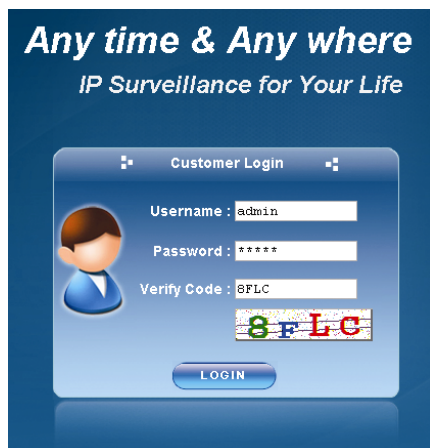 Any time & Any where
IP Surveillance for Your Life
Customer Login
Username : admin
Password : *****
Verify Code : 8FLC
8FLC
LOGIN